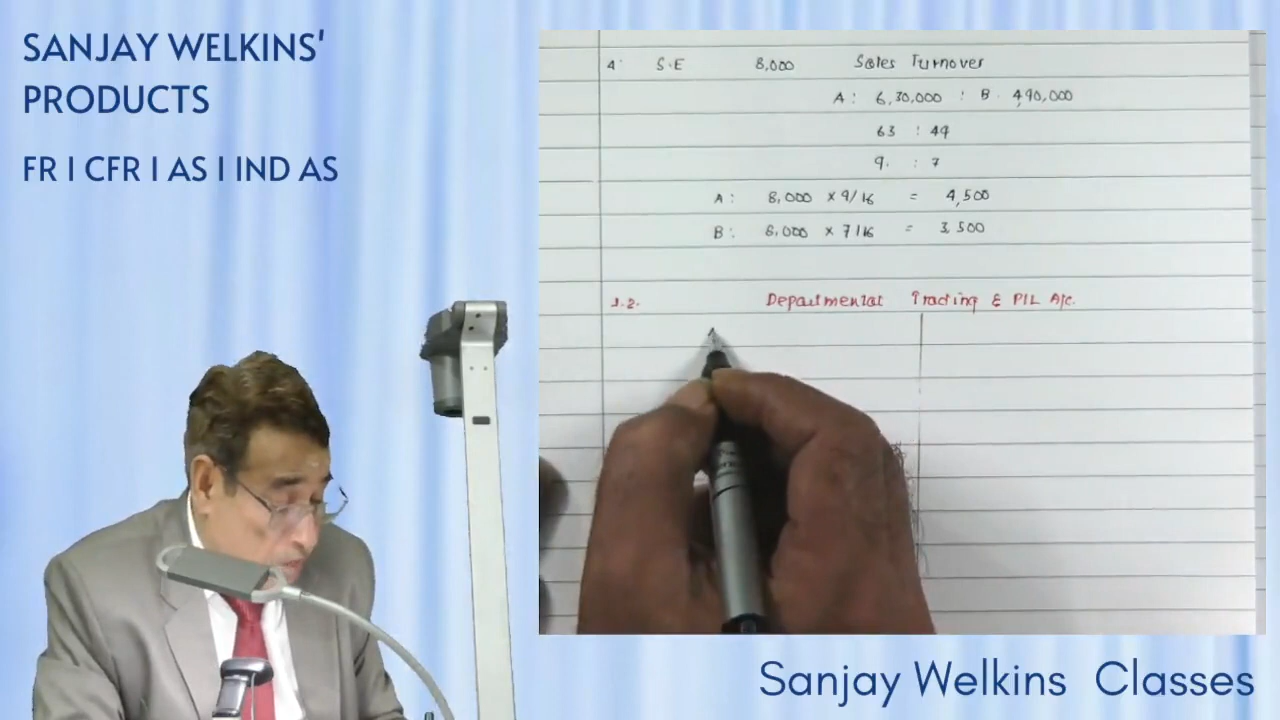 SANJAY WELKINS'
PRODUCTS
FR I CFR I AS I IND AS
4. S.E 8,000 Sales Turnover
A : 6,30,000 : B. 4,90,000
63 : 49
9. : 7
A : 8,000 x 9/16 = 4,500
B : 8,000 x 7/16 = 3,500
J.2. Departmental Trading & P/L A/c.
Sanjay Welkins Classes